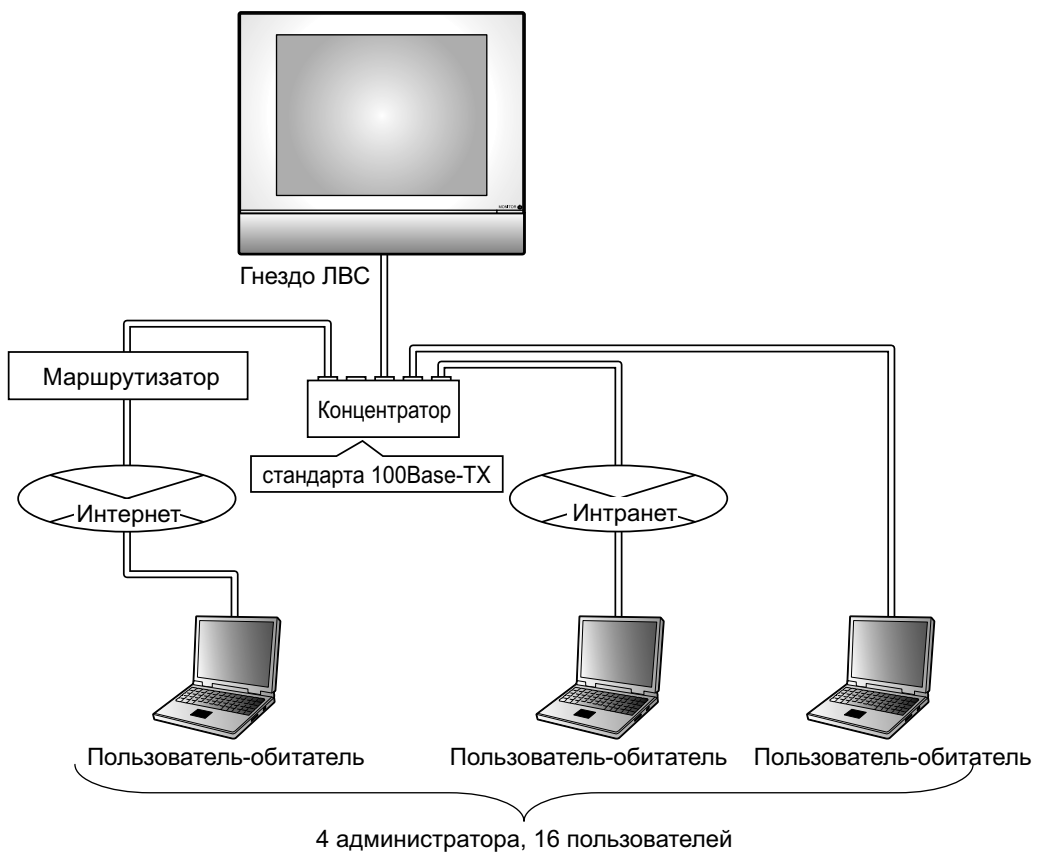 MONITOR
Гнездо ЛВС
Маршрутизатор
Концентратор
стандарта 100Base-TX
Интернет
Интранет
Пользователь-обитатель
Пользователь-обитатель
Пользователь-обитатель
4 администратора, 16 пользователей